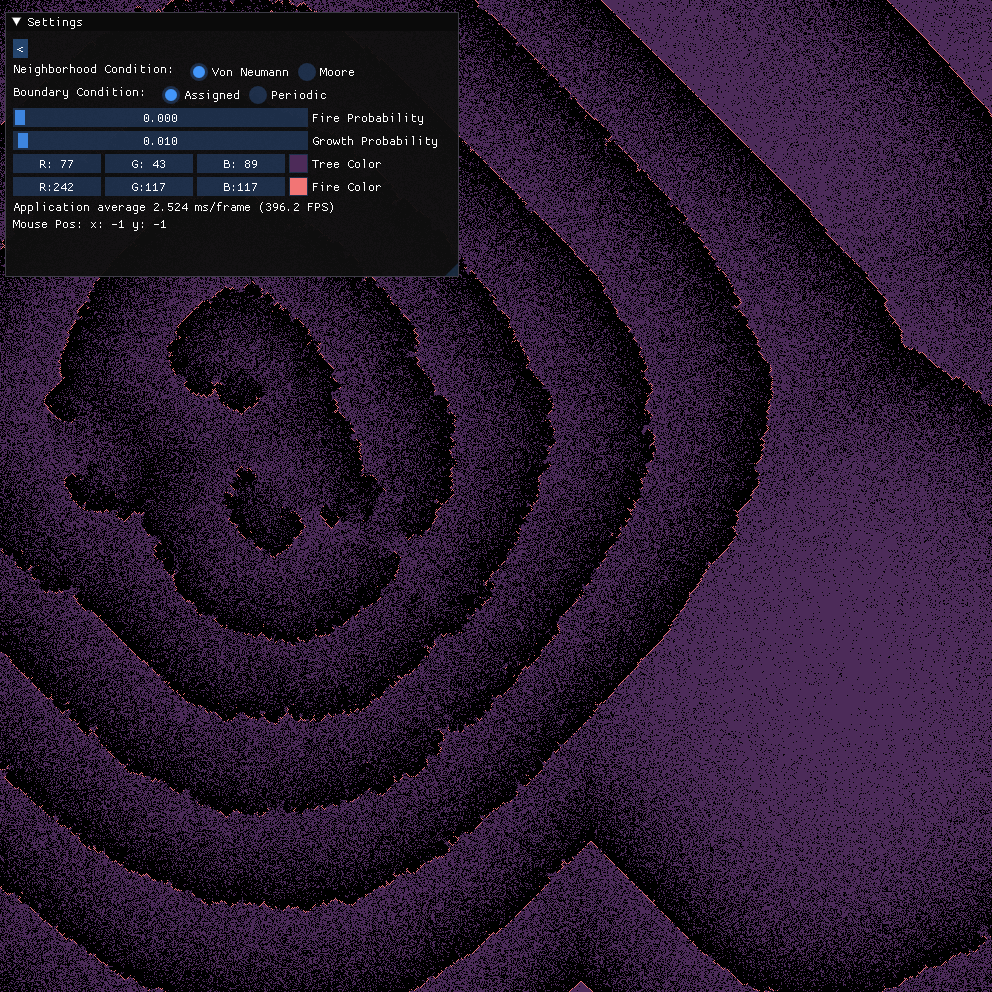 Settings
<
Neighborhood Condition: Von Neumann Moore
Boundary Condition: Assigned Periodic
0.000 Fire Probability
0.010 Growth Probability
R: 77 G: 43 B: 89 Tree Color
R:242 G:117 B:117 Fire Color
Application average 2.524 ms/frame (396.2 FPS)
Mouse Pos: x: -1 y: -1